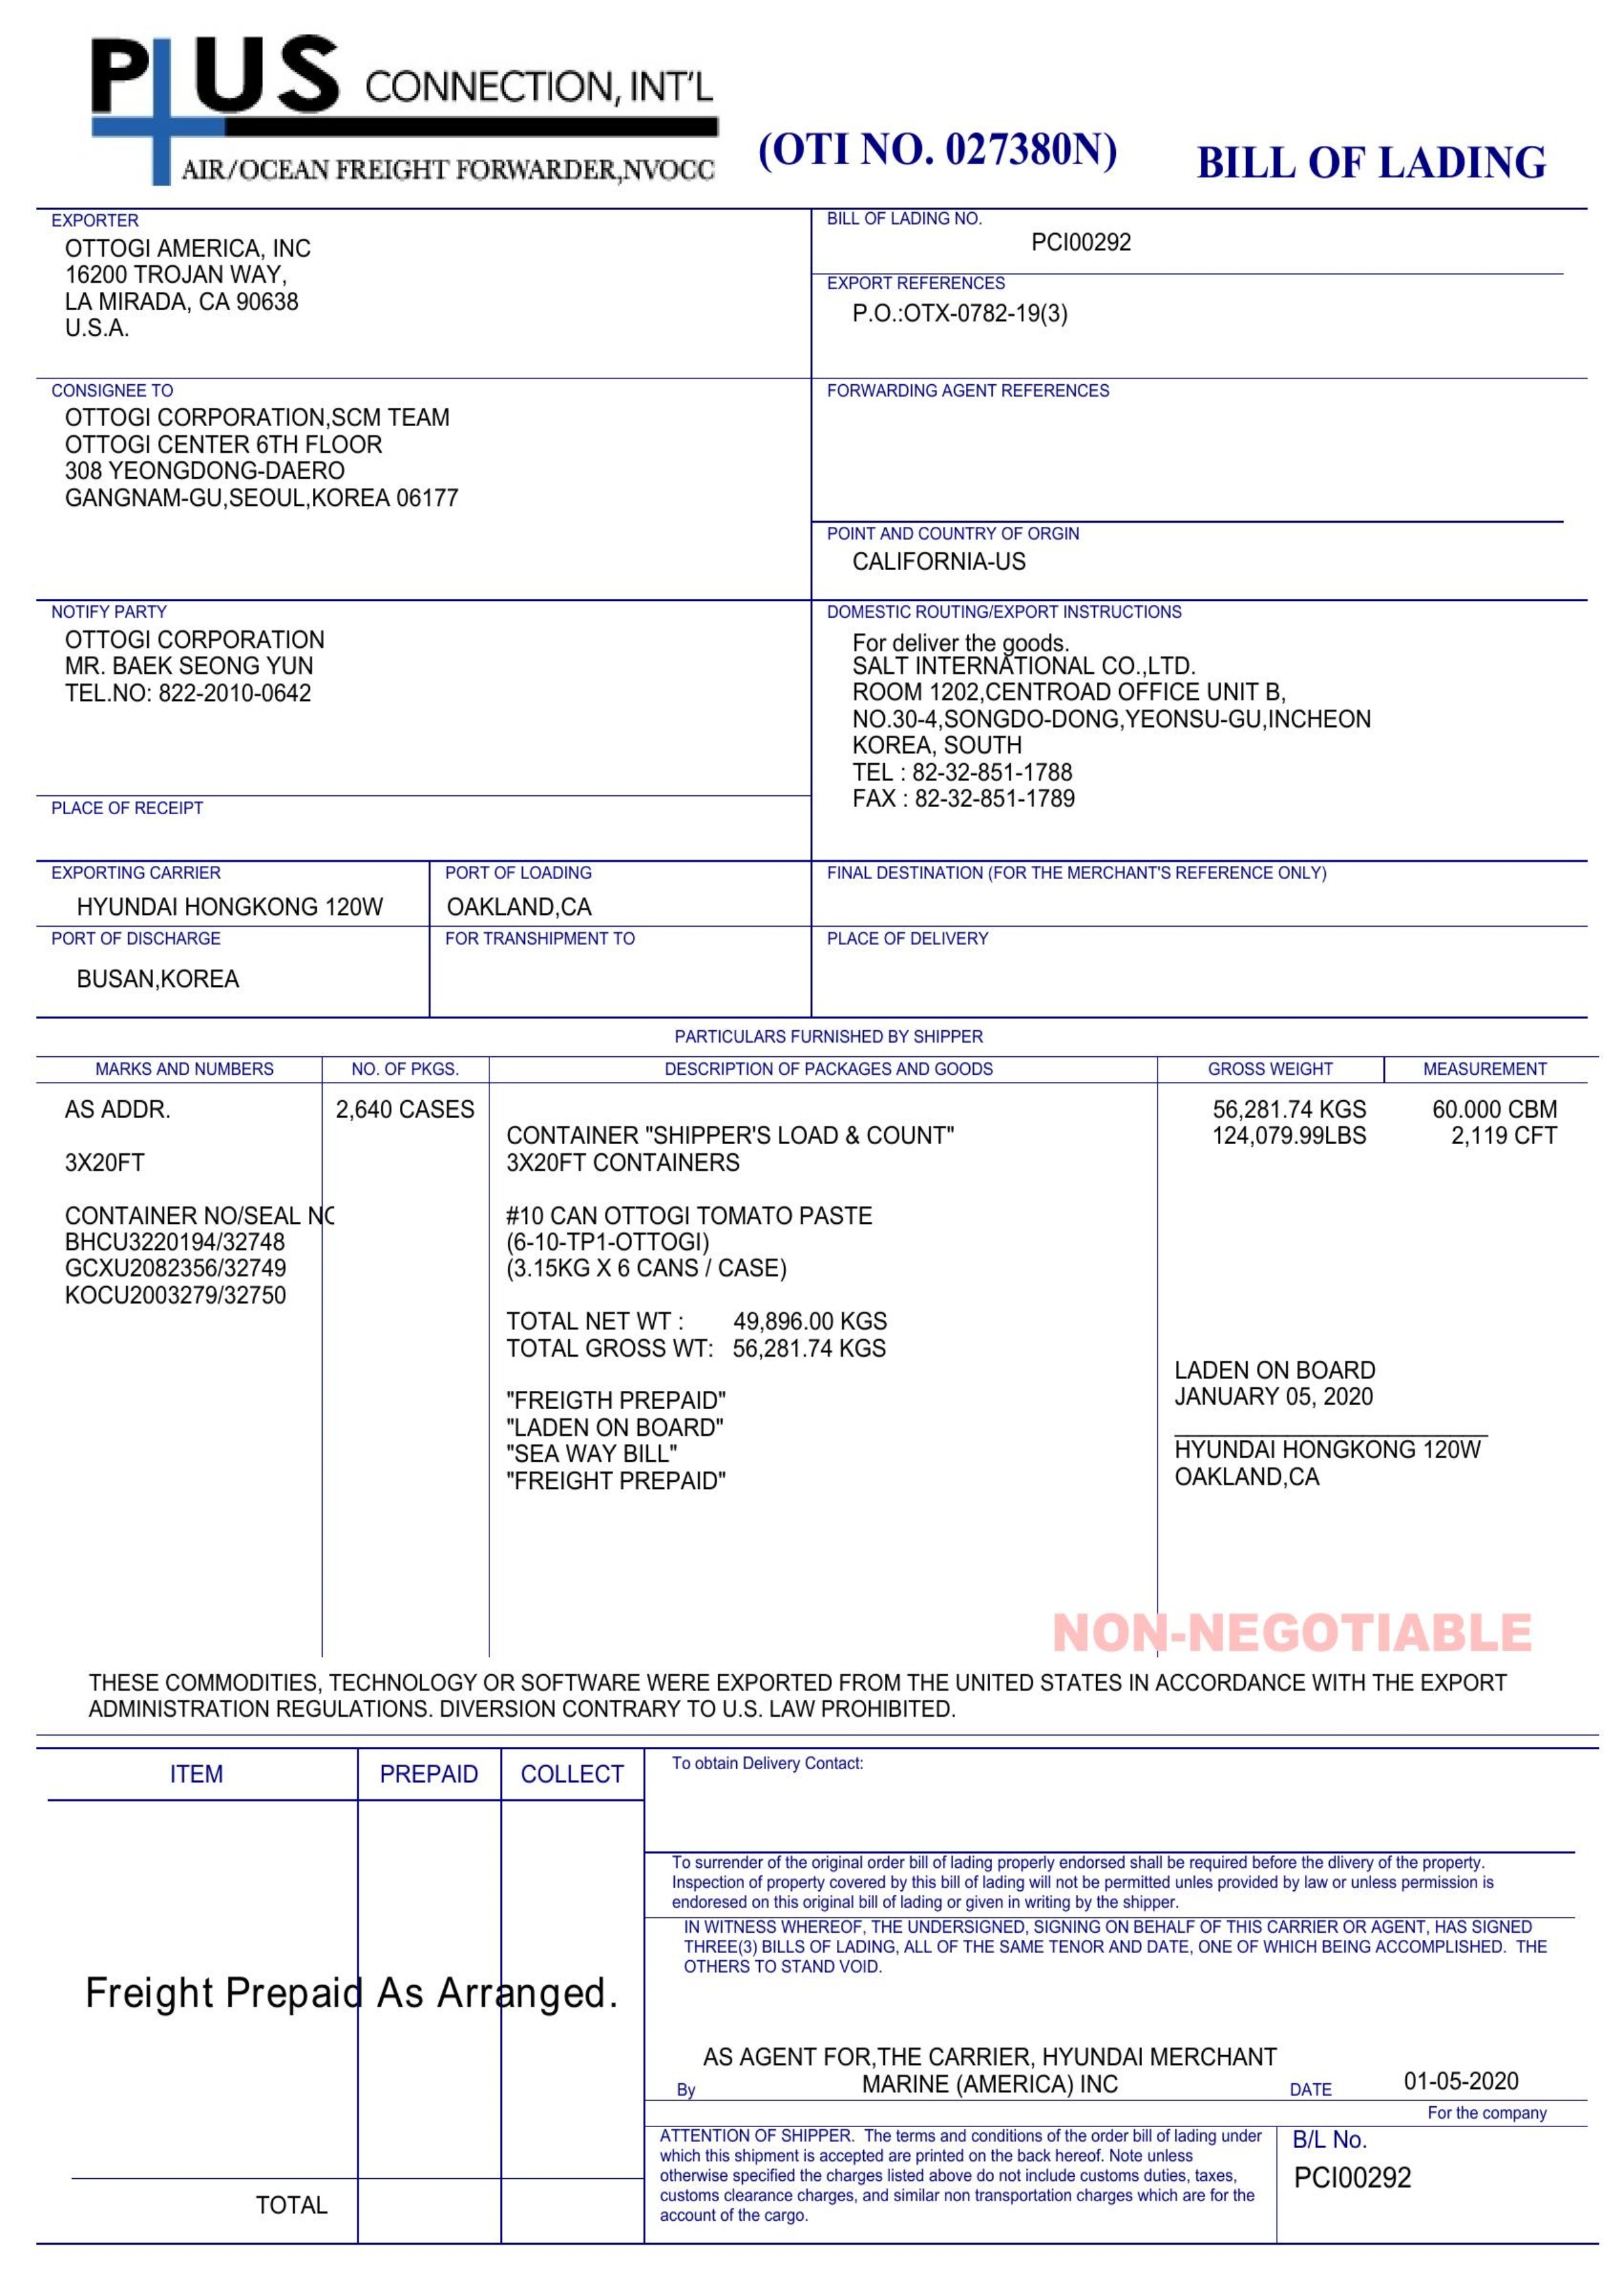 PLUS CONNECTION, INT'L
AIR/OCEAN FREIGHT FORWARDER,NVOCC
(OTI NO. 027380N)
BILL OF LADING
EXPORTER
OTTOGI AMERICA, INC
16200 TROJAN WAY,
LA MIRADA, CA 90638
U.S.A.
BILL OF LADING NO.
PCI00292
EXPORT REFERENCES
P.O.:OTX-0782-19(3)
CONSIGNEE TO
OTTOGI CORPORATION,SCM TEAM
OTTOGI CENTER 6TH FLOOR
308 YEONGDONG-DAERO
GANGNAM-GU,SEOUL,KOREA 06177
FORWARDING AGENT REFERENCES
POINT AND COUNTRY OF ORGIN
CALIFORNIA-US
NOTIFY PARTY
OTTOGI CORPORATION
MR. BAEK SEONG YUN
TEL.NO: 822-2010-0642
DOMESTIC ROUTING/EXPORT INSTRUCTIONS
For deliver the goods.
SALT INTERNATIONAL CO.,LTD.
ROOM 1202,CENTROAD OFFICE UNIT B,
NO.30-4,SONGDO-DONG,YEONSU-GU,INCHEON
KOREA, SOUTH
TEL : 82-32-851-1788
FAX : 82-32-851-1789
PLACE OF RECEIPT
EXPORTING CARRIER
HYUNDAI HONGKONG 120W
PORT OF LOADING
OAKLAND,CA
FINAL DESTINATION (FOR THE MERCHANT'S REFERENCE ONLY)
PORT OF DISCHARGE
BUSAN,KOREA
FOR TRANSHIPMENT TO
PLACE OF DELIVERY
PARTICULARS FURNISHED BY SHIPPER
MARKS AND NUMBERS
NO. OF PKGS.
DESCRIPTION OF PACKAGES AND GOODS
GROSS WEIGHT
MEASUREMENT
AS ADDR.
3X20FT
CONTAINER NO/SEAL NO
BHCU3220194/32748
GCXU2082356/32749
KOCU2003279/32750
2,640 CASES
CONTAINER "SHIPPER'S LOAD & COUNT"
3X20FT CONTAINERS
#10 CAN OTTOGI TOMATO PASTE
(6-10-TP1-OTTOGI)
(3.15KG X 6 CANS / CASE)
TOTAL NET WT : 49,896.00 KGS
TOTAL GROSS WT: 56,281.74 KGS
"FREIGTH PREPAID"
"LADEN ON BOARD"
"SEA WAY BILL"
"FREIGHT PREPAID"
56,281.74 KGS
124,079.99LBS
60.000 CBM
2,119 CFT
LADEN ON BOARD
JANUARY 05, 2020
HYUNDAI HONGKONG 120W
OAKLAND,CA
NON-NEGOTIABLE
THESE COMMODITIES, TECHNOLOGY OR SOFTWARE WERE EXPORTED FROM THE UNITED STATES IN ACCORDANCE WITH THE EXPORT
ADMINISTRATION REGULATIONS. DIVERSION CONTRARY TO U.S. LAW PROHIBITED.
ITEM
PREPAID
COLLECT
Freight Prepaid As Arranged.
TOTAL
To obtain Delivery Contact:
To surrender of the original order bill of lading properly endorsed shall be required before the dlivery of the property.
Inspection of property covered by this bill of lading will not be permitted unles provided by law or unless permission is
endoresed on this original bill of lading or given in writing by the shipper.
IN WITNESS WHEREOF, THE UNDERSIGNED, SIGNING ON BEHALF OF THIS CARRIER OR AGENT, HAS SIGNED
THREE(3) BILLS OF LADING, ALL OF THE SAME TENOR AND DATE, ONE OF WHICH BEING ACCOMPLISHED. THE
OTHERS TO STAND VOID.
AS AGENT FOR,THE CARRIER, HYUNDAI MERCHANT
By MARINE (AMERICA) INC
DATE 01-05-2020
For the company
ATTENTION OF SHIPPER. The terms and conditions of the order bill of lading under
which this shipment is accepted are printed on the back hereof. Note unless
otherwise specified the charges listed above do not include customs duties, taxes,
customs clearance charges, and similar non transportation charges which are for the
account of the cargo.
B/L No.
PCI00292